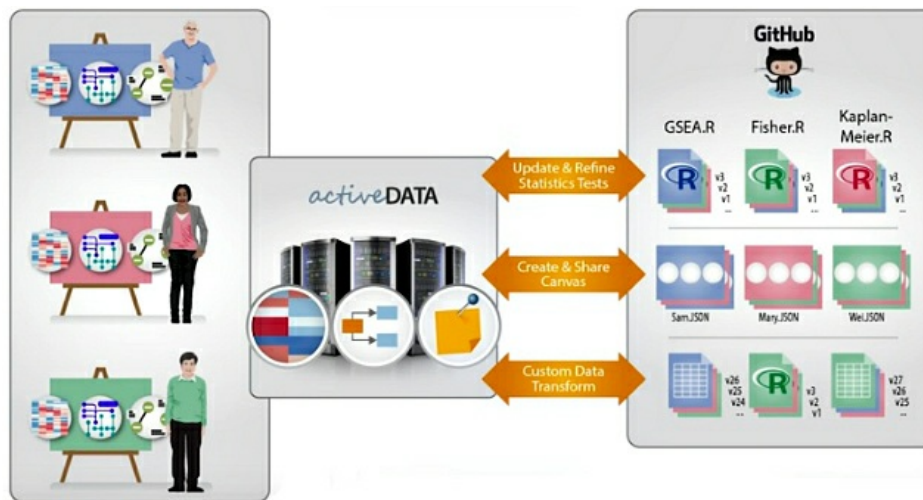 activeDATA
Update & Refine
Statistics Tests
Create & Share
Canvas
Custom Data
Transform
GitHub
GSEA.R
Fisher.R
Kaplan-
Meier.R
R
v3
v2
v1
...
R
v3
v2
v1
...
R
v3
v2
v1
...
Sam.JSON
Mary.JSON
Wei.JSON
v26
v25
v24
...
R
v3
v2
v1
...
v27
v26
v25
...